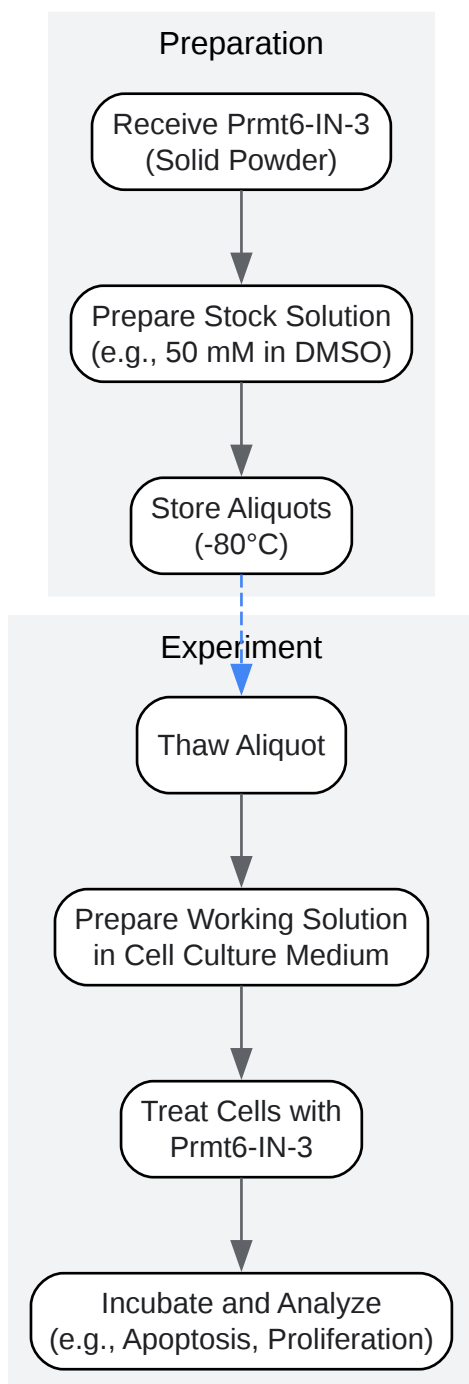 Preparation
Receive Prmt6-IN-3
(Solid Powder)
Prepare Stock Solution
(e.g., 50 mM in DMSO)
Store Aliquots
(-80°C)
Experiment
Thaw Aliquot
Prepare Working Solution
in Cell Culture Medium
Treat Cells with
Prmt6-IN-3
Incubate and Analyze
(e.g., Apoptosis, Proliferation)